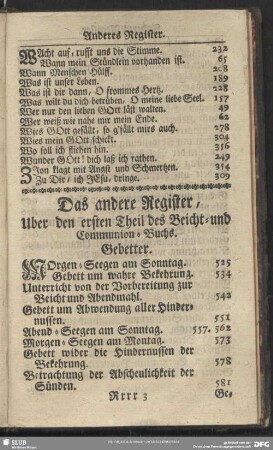 Anderes Register.
WAcht auf, rufft uns die Stimme. 232
Wann mein Stündlein vorhanden ist. 65
Wann Menschen Hülff. 208
Was ist unser Leben. 189
Was ist dir dann, O frommes Hertz. 228
Was willt du dich betrüben, O meine liebe Seel. 157
Wer nur den lieben GOtt läßt walten. 49
Wer weiß wie nahe mir mein Ende. 62
Wies GOtt gefällt, so g'fällt mirs auch. 278
Wies mein GOtt schickt. 304
Wo soll ich fliehen hin. 356
Wunder GOtt! dich laß ich rathen. 249
ZIon klagt mit Angst und Schmertzen. 354
Zu Dir, ich JEsu, dringe. 309
Das andere Register,
Uber den ersten Theil des Beicht- und
Communion-Buchs.
Gebetter.
MOrgen-Seegen am Sonntag. 525
Gebett um wahre Bekehrung. 534
Unterricht von der Vorbereitung zur
Beicht und Abendmahl. 542
Gebett um Abwendung aller Hinder-
nussen. 551
Abend-Seegen am Sonntag. 557. 562
Morgen-Seegen am Montag. 573
Gebett wider die Hindernussen der
Bekehrung. 578
Betrachtung der Abscheulichkeit der
Sünden. 581
Rrrr 3
Ge-
SLUB
DFG